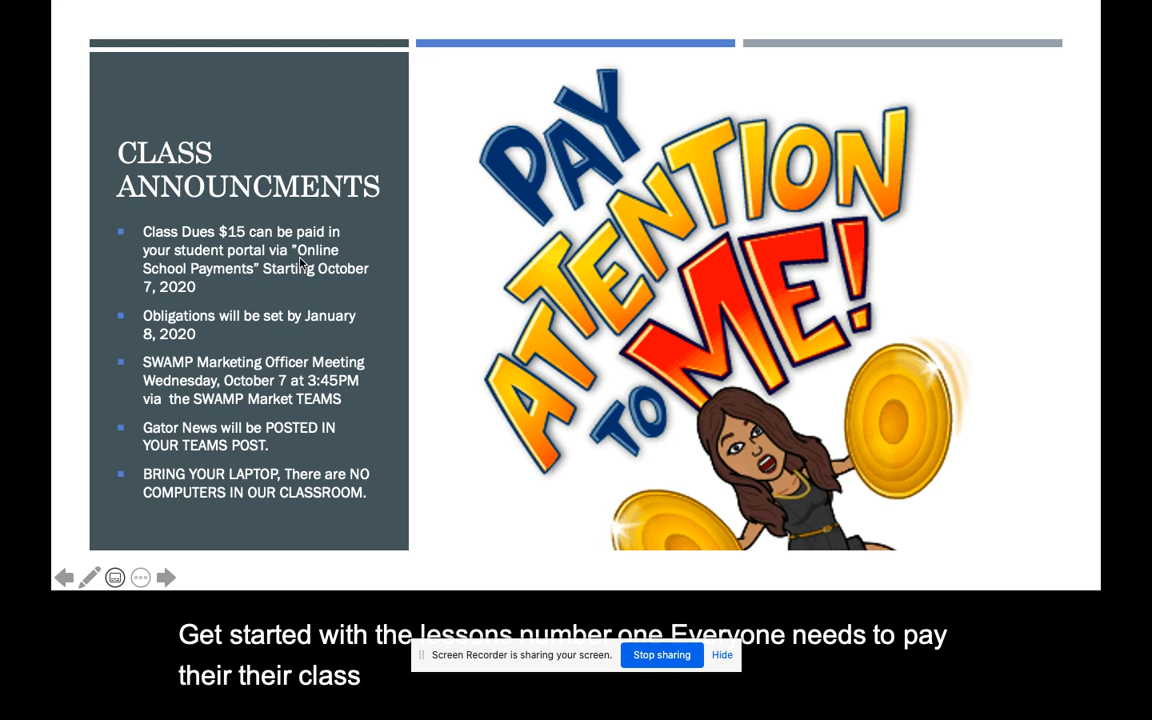 CLASS
ANNOUNCMENTS
Class Dues $15 can be paid in
your student portal via ”Online
School Payments” Starting October
7, 2020
Obligations will be set by January
8, 2020
SWAMP Marketing Officer Meeting
Wednesday, October 7 at 3:45PM
via the SWAMP Market TEAMS
Gator News will be POSTED IN
YOUR TEAMS POST.
BRING YOUR LAPTOP, There are NO
COMPUTERS IN OUR CLASSROOM.
PAY
ATTENTION
TO ME!
Get started with the lessons number one Everyone needs to pay
their their class
Screen Recorder is sharing your screen. Stop sharing Hide